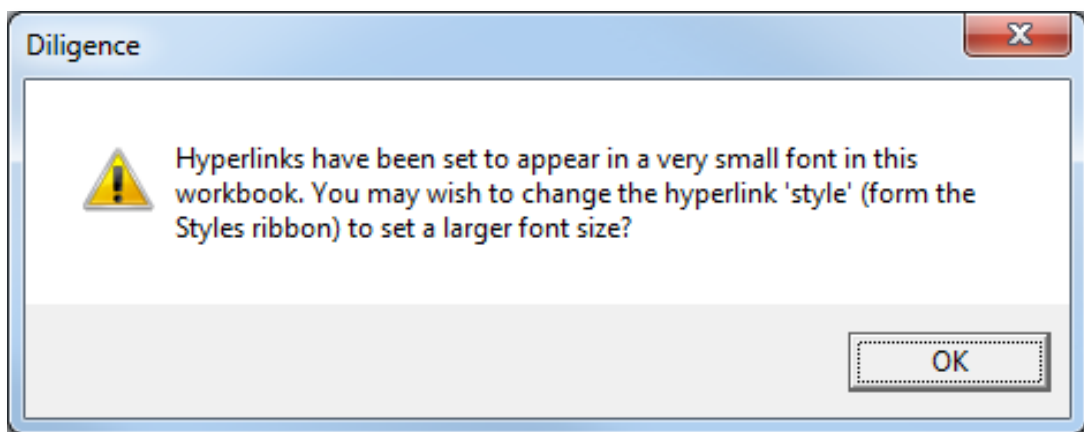 Diligence
Hyperlinks have been set to appear in a very small font in this
workbook. You may wish to change the hyperlink 'style' (form the
Styles ribbon) to set a larger font size?
OK